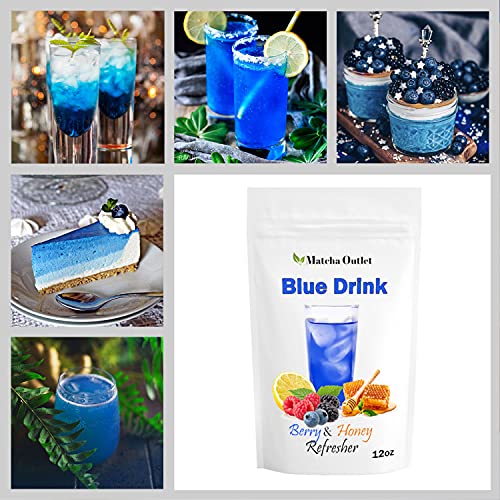 Matcha Outlet
Blue Drink
Berry & Honey
Refresher
12oz